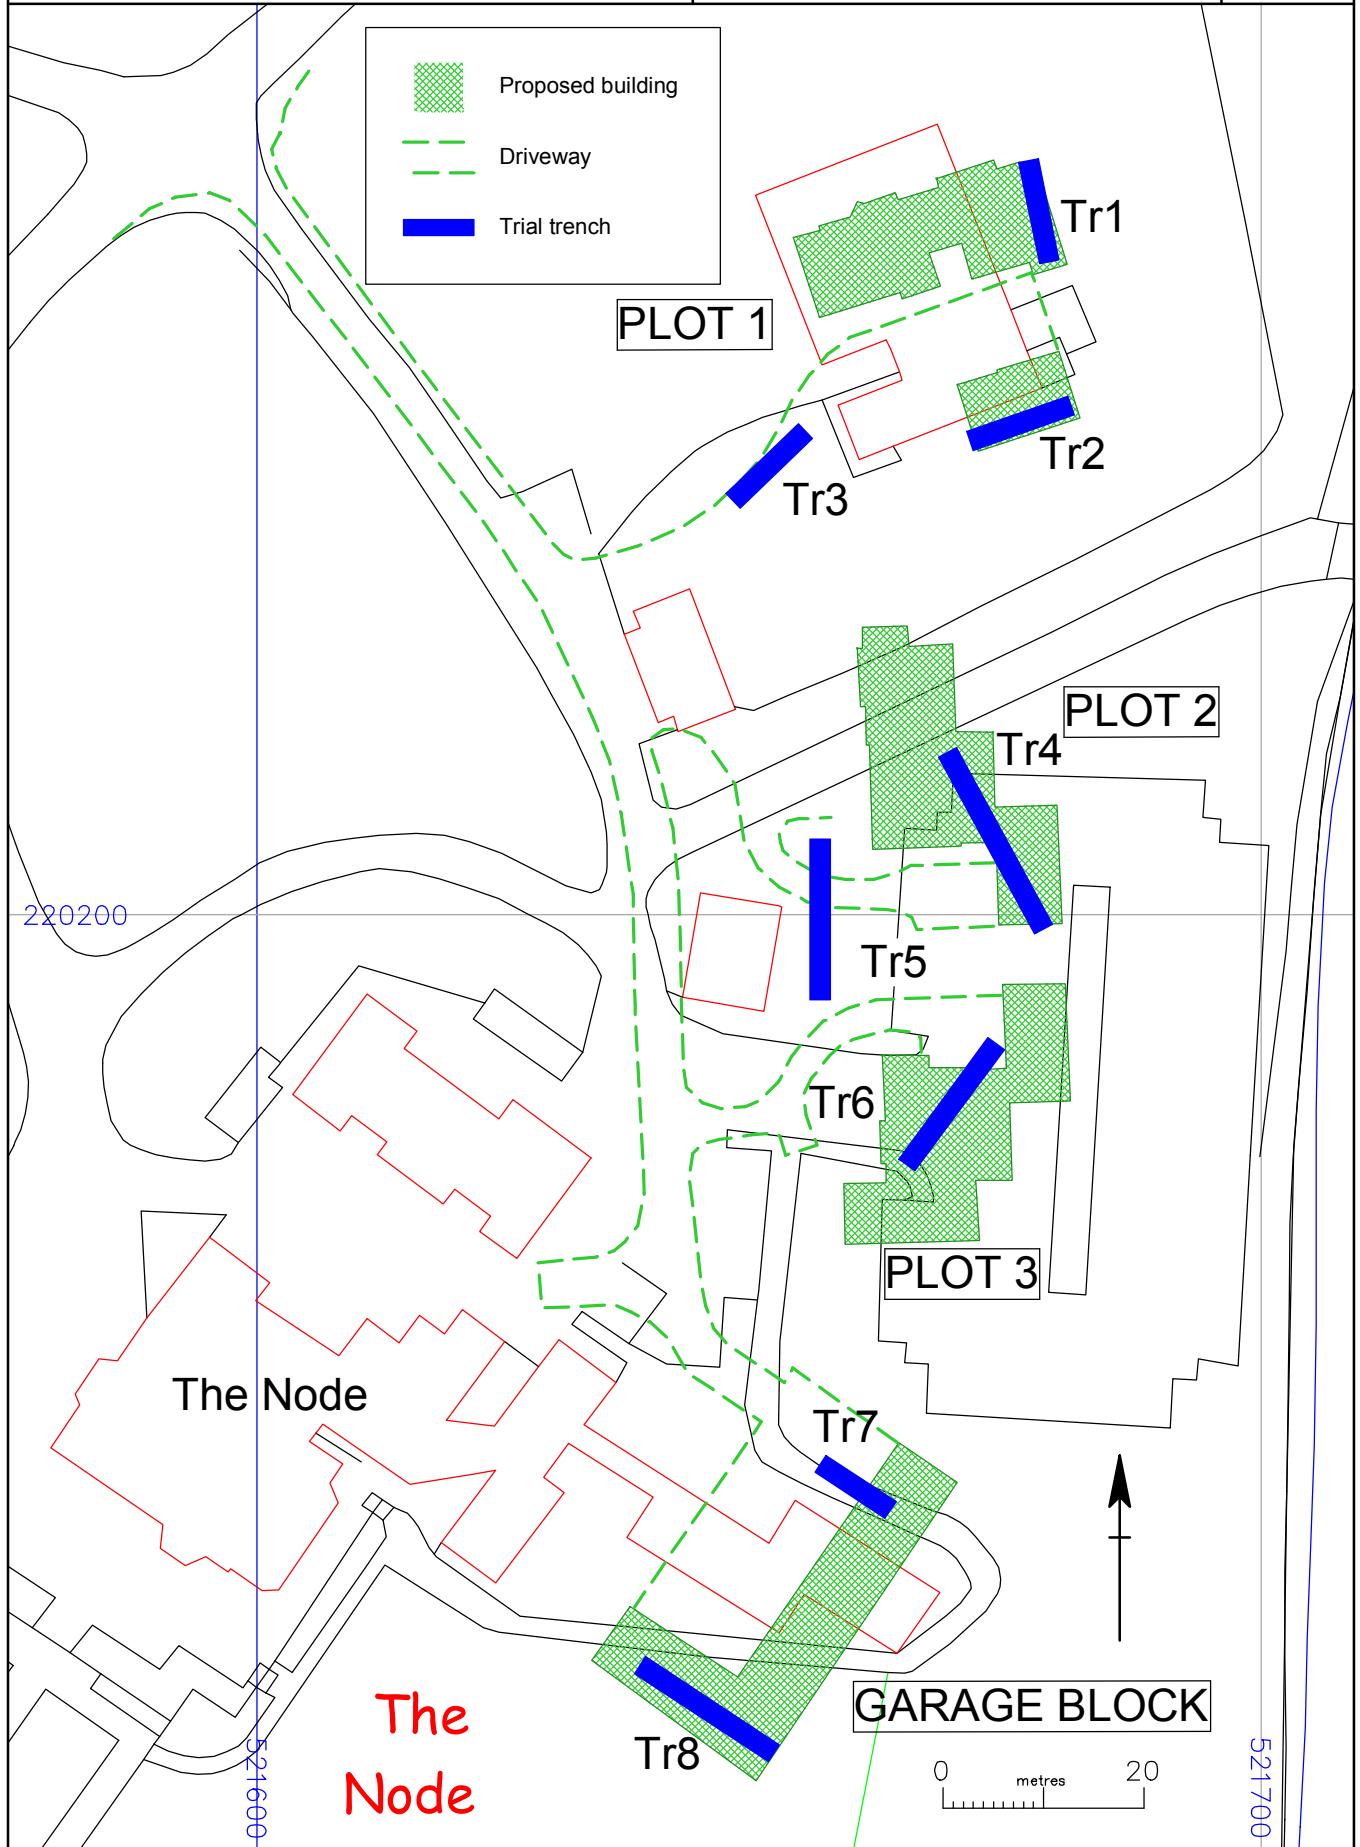 Proposed building
Driveway
Trial trench
Tr1
PLOT 1
Tr2
Tr3
PLOT 2
Tr4
220200
Tr5
Tr6
PLOT 3
The Node
Tr7
The
Node
Tr8
GARAGE BLOCK
0 metres 20
521600
521700